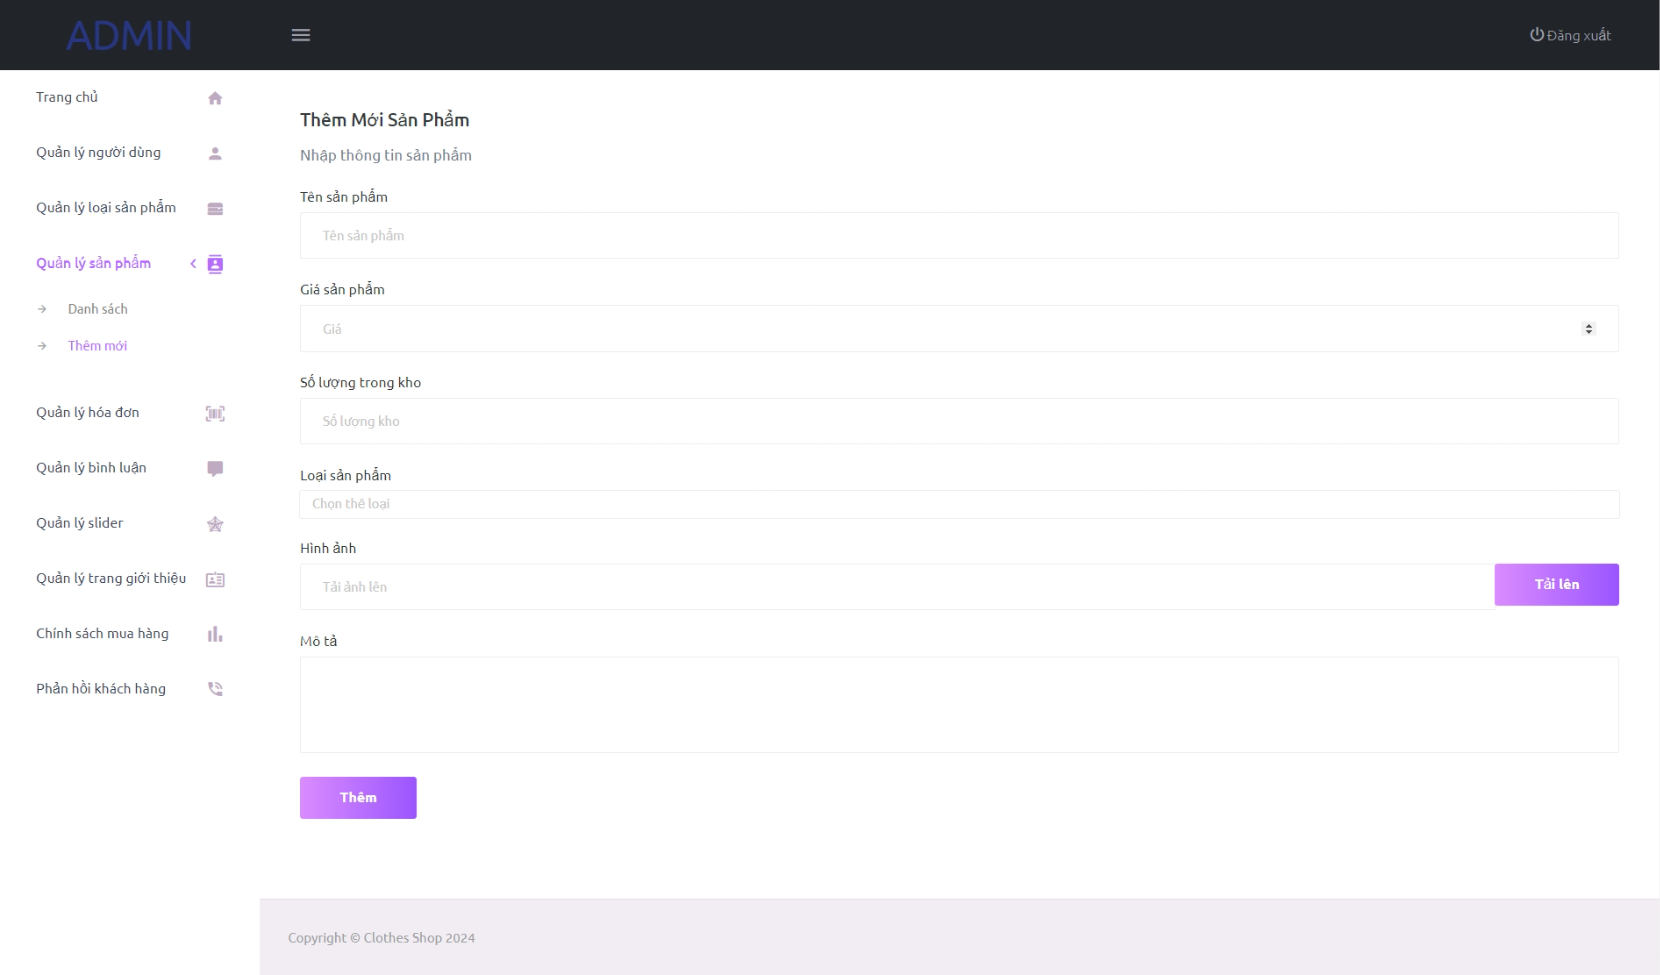 ADMIN
Đăng xuất
Trang chủ
Quản lý người dùng
Quản lý loại sản phẩm
Quản lý sản phẩm
Danh sách
Thêm mới
Quản lý hóa đơn
Quản lý bình luận
Quản lý slider
Quản lý trang giới thiệu
Chính sách mua hàng
Phản hồi khách hàng
Thêm Mới Sản Phẩm
Nhập thông tin sản phẩm
Tên sản phẩm
Tên sản phẩm
Giá sản phẩm
Giá
Số lượng trong kho
Số lượng kho
Loại sản phẩm
Chọn thê loại
Hình ảnh
Tải ảnh lên
Tải lên
Mô tả
Thêm
Copyright © Clothes Shop 2024